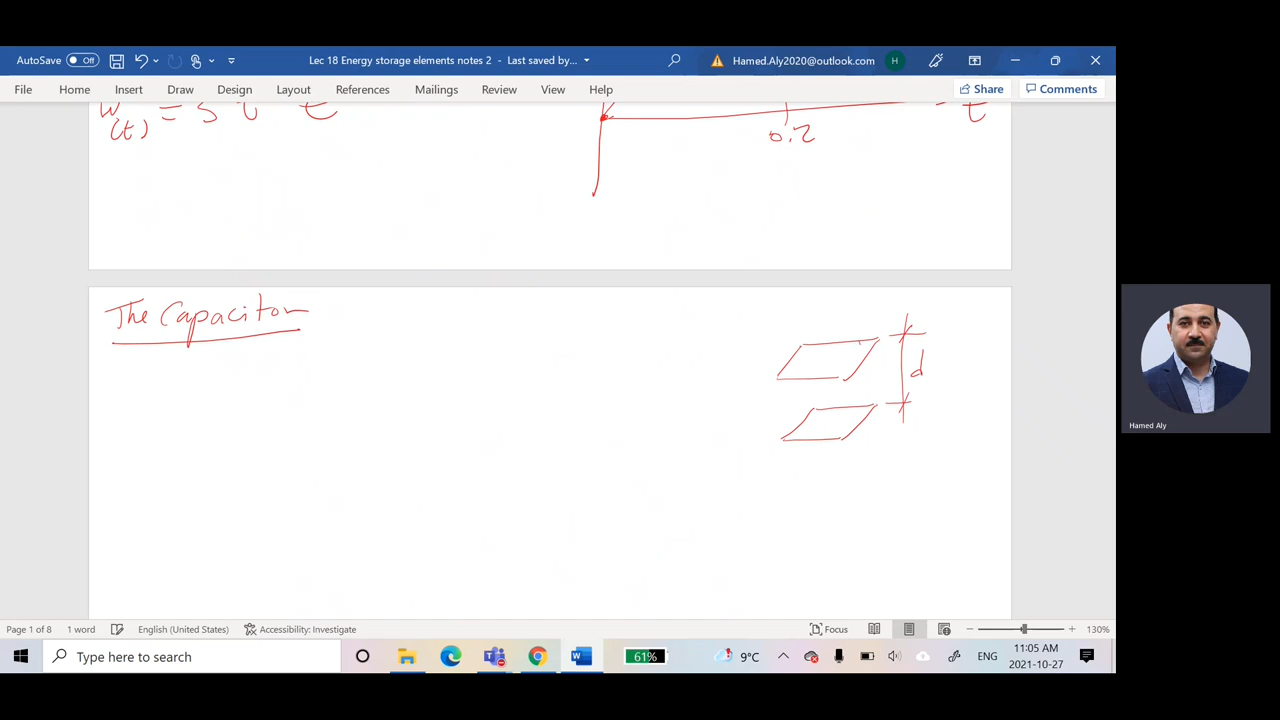 AutoSave Off
Lec 18 Energy storage elements notes 2 - Last saved by...
Hamed.Aly2020@outlook.com H
File Home Insert Draw Design Layout References Mailings Review View Help Share Comments
(t) =
t
0.2
The Capacitor
d
Hamed Aly
Page 1 of 8 1 word English (United States) Accessibility: Investigate Focus 130%
Type here to search 61% 9°C ENG 11:05 AM
2021-10-27